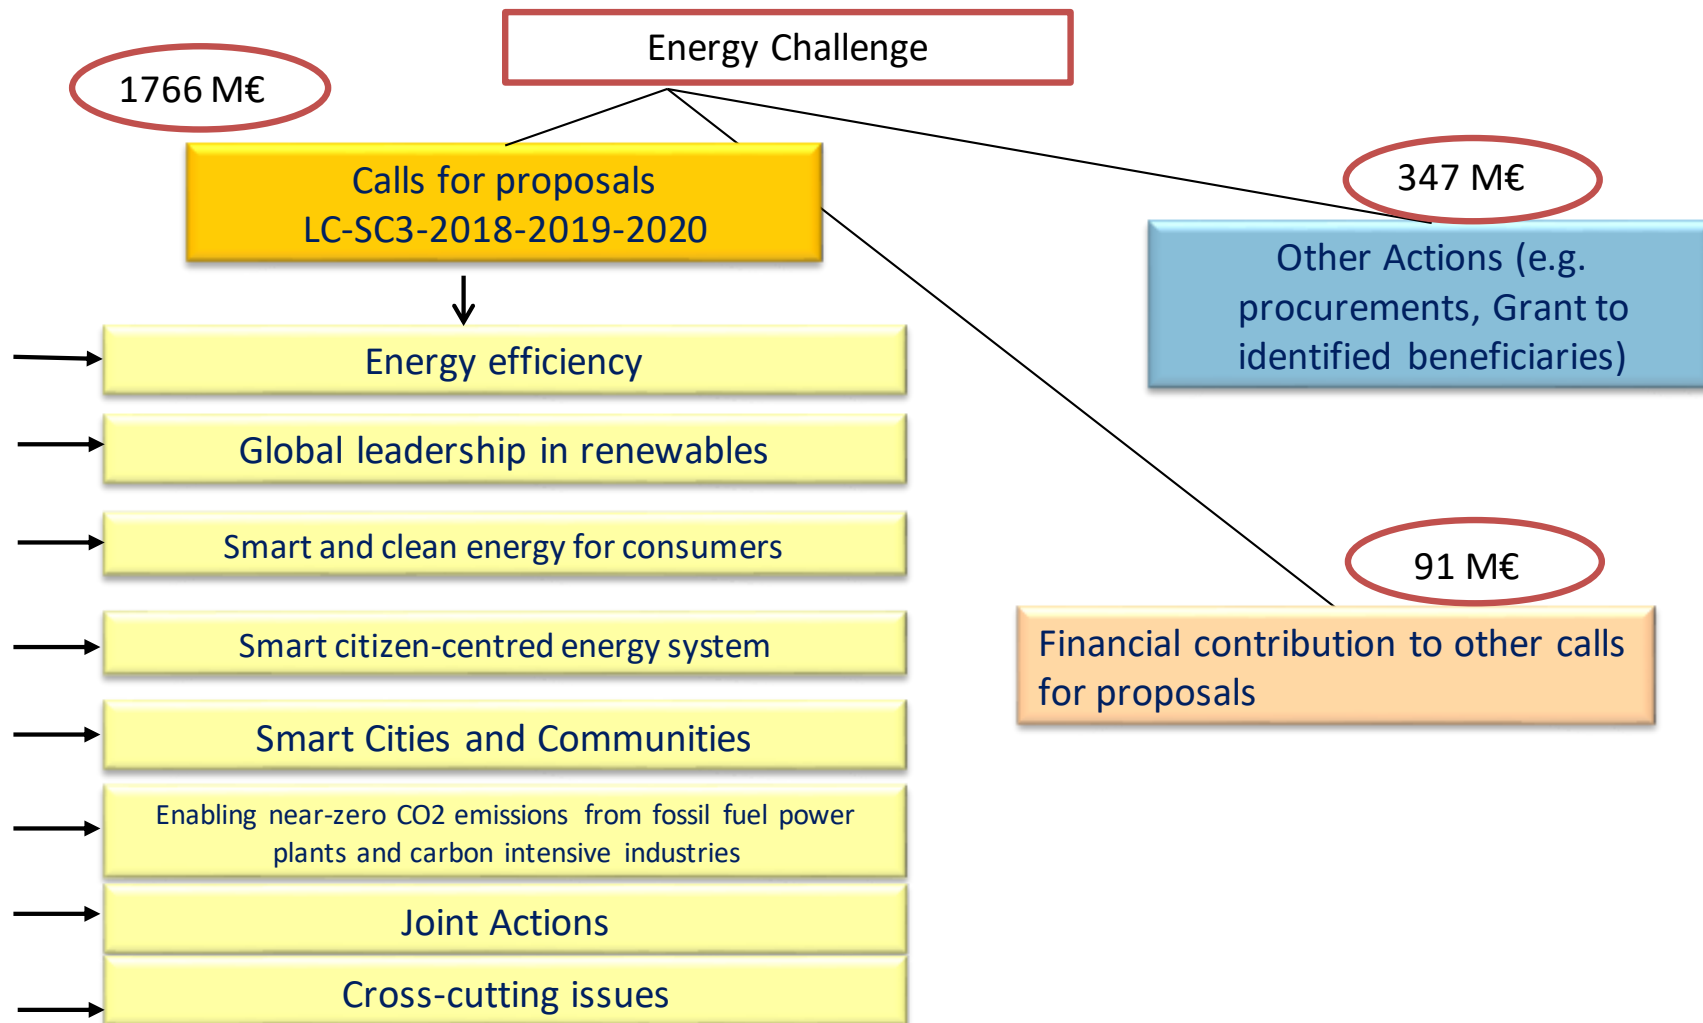 Energy Challenge
1766 M€
Calls for proposals
LC-SC3-2018-2019-2020
347 M€
Other Actions (e.g.
procurements, Grant to
identified beneficiaries)
Energy efficiency
Global leadership in renewables
Smart and clean energy for consumers
91 M€
Smart citizen-centred energy system
Financial contribution to other calls
for proposals
Smart Cities and Communities
Enabling near-zero CO2 emissions from fossil fuel power
plants and carbon intensive industries
Joint Actions
Cross-cutting issues